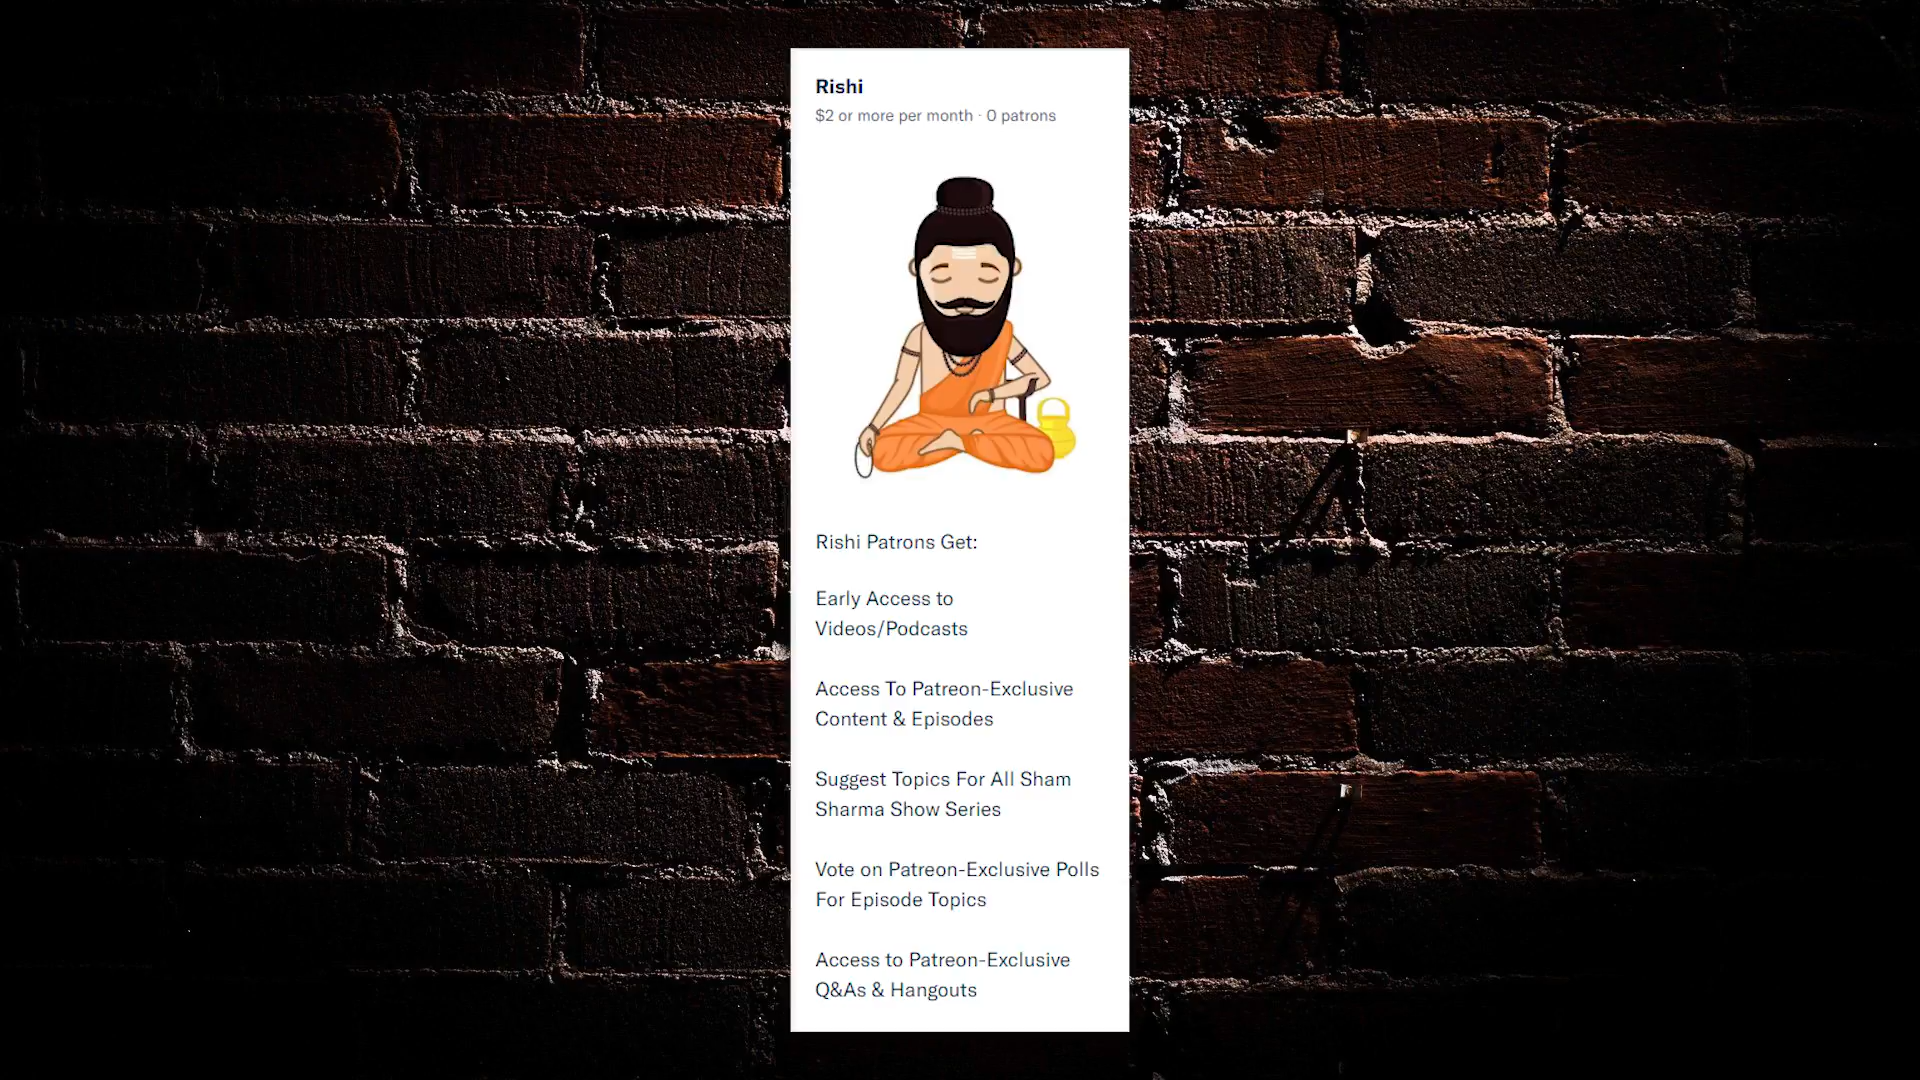 Rishi
$2 or more per month · 0 patrons
Rishi Patrons Get:
Early Access to
Videos/Podcasts
Access To Patreon-Exclusive
Content & Episodes
Suggest Topics For All Sham
Sharma Show Series
Vote on Patreon-Exclusive Polls
For Episode Topics
Access to Patreon-Exclusive
Q&As & Hangouts